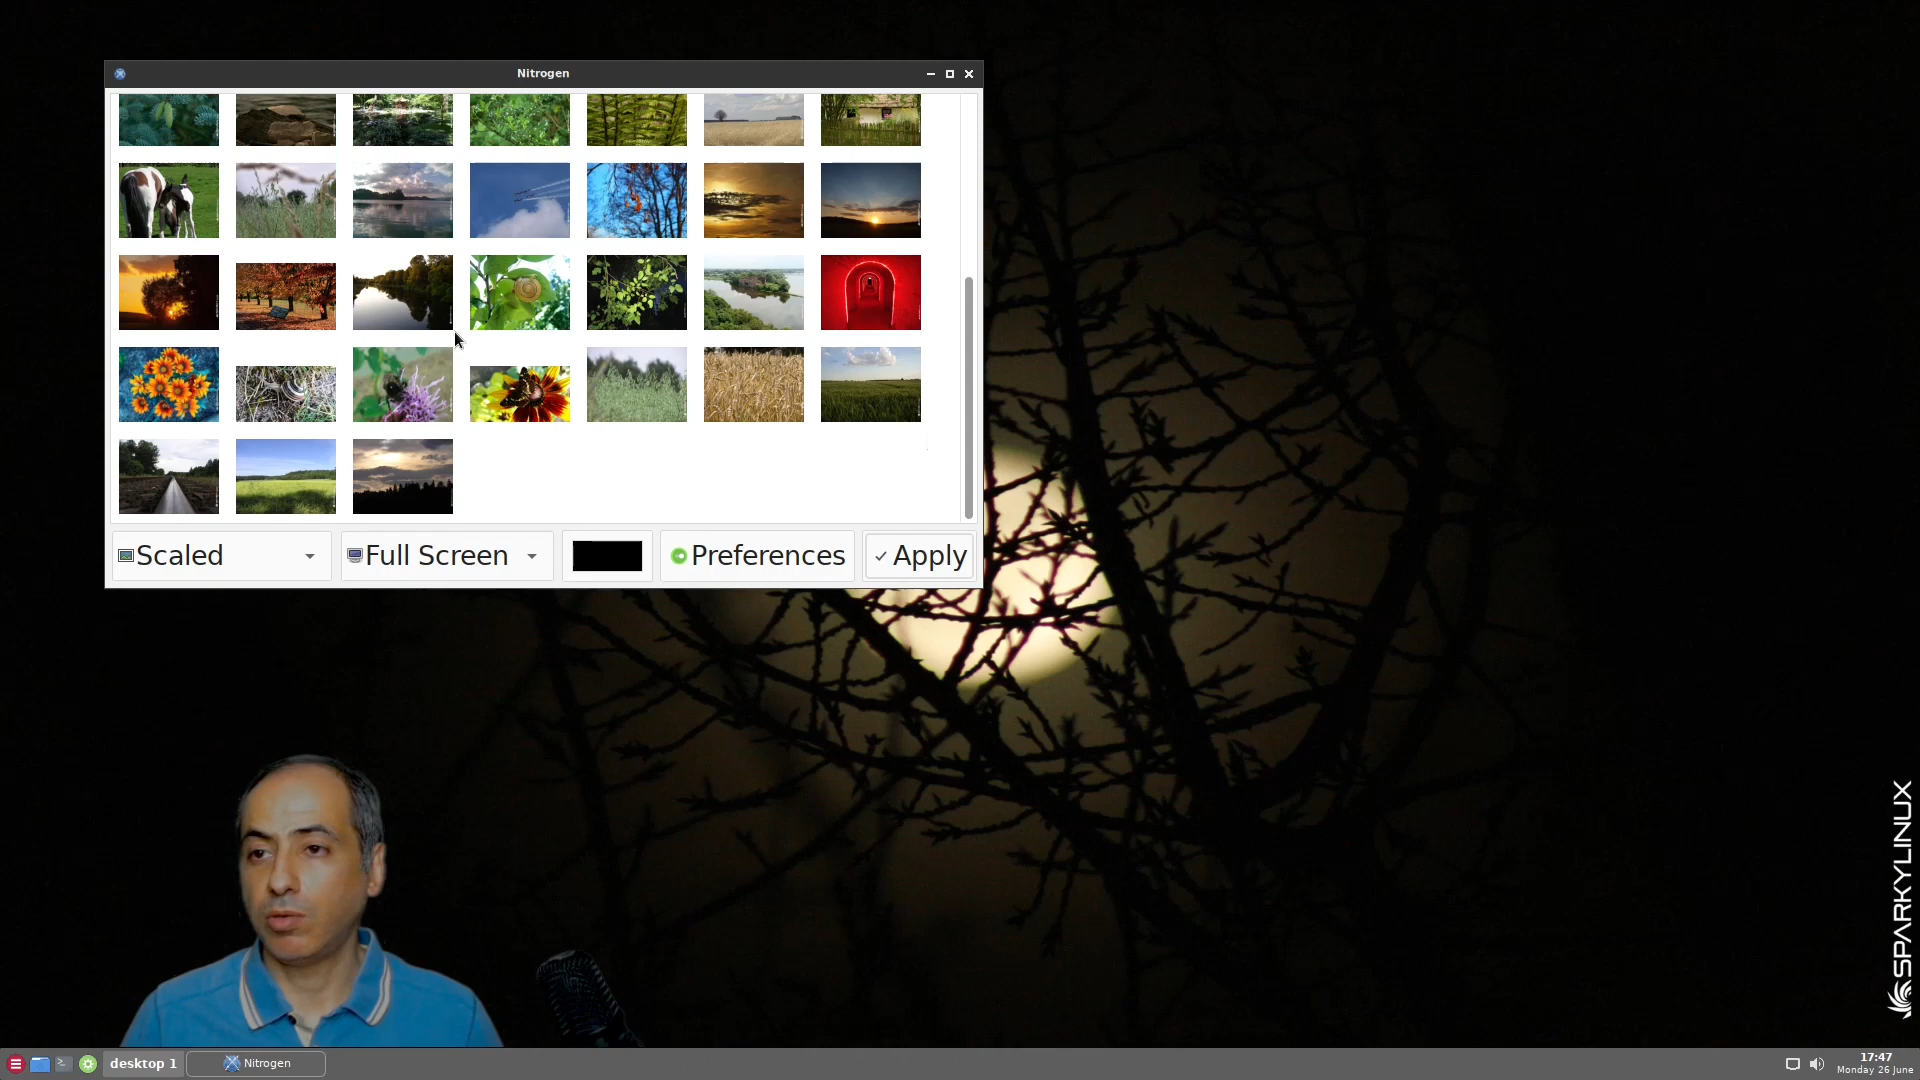 Nitrogen
Scaled
Full Screen
Preferences
Apply
SPARKYLINUX
desktop 1
Nitrogen
17:47
Monday 26 June